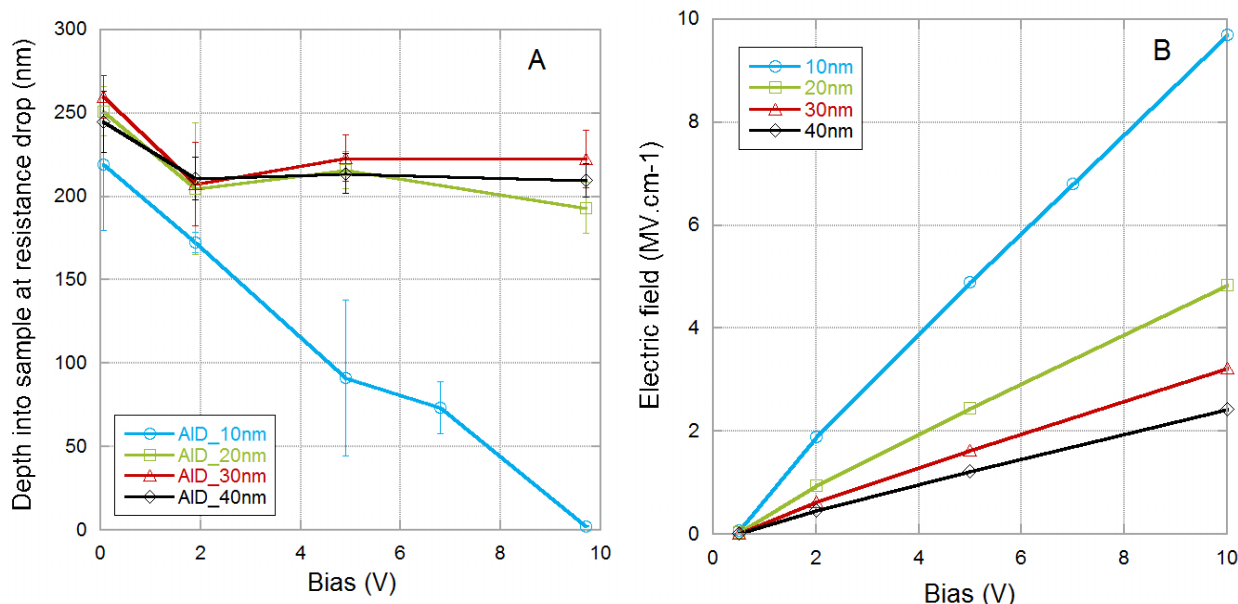 A
Depth into sample at resistance drop (nm)
300
250
200
150
100
50
0
AlD_10nm
AlD_20nm
AlD_30nm
AlD_40nm
0 2 4 6 8 10
Bias (V)
B
Electric field (MV.cm-1)
10
8
6
4
2
0
10nm
20nm
30nm
40nm
0 2 4 6 8 10
Bias (V)